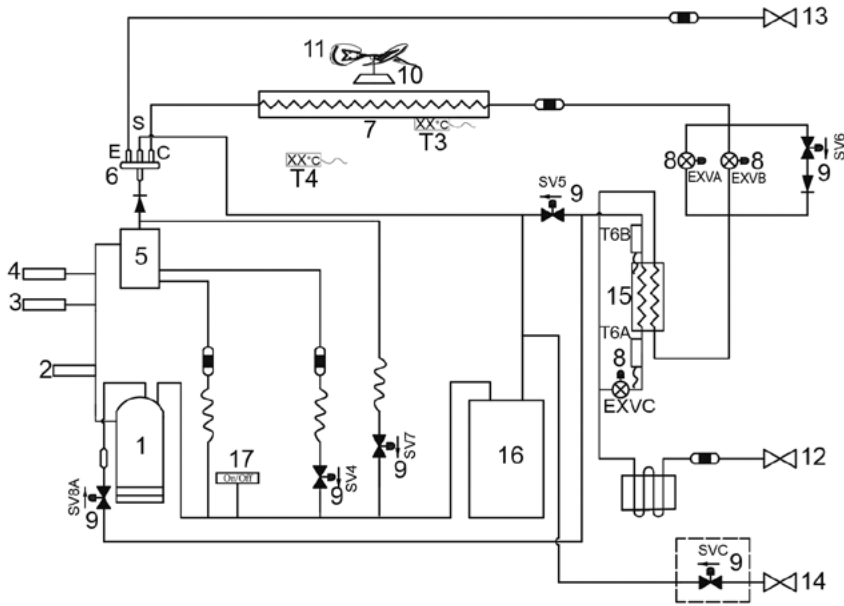 13
11
10
S
E
C
6
7
XX°C
T3
XX°C
T4
8
EXVA
8
EXVB
SV6
9
SV5
9
5
T6B
4
3
15
T6A
2
8
EXVC
1
17
On/Off
SV4
9
SV7
9
16
12
SV8A
9
SVC
9
14